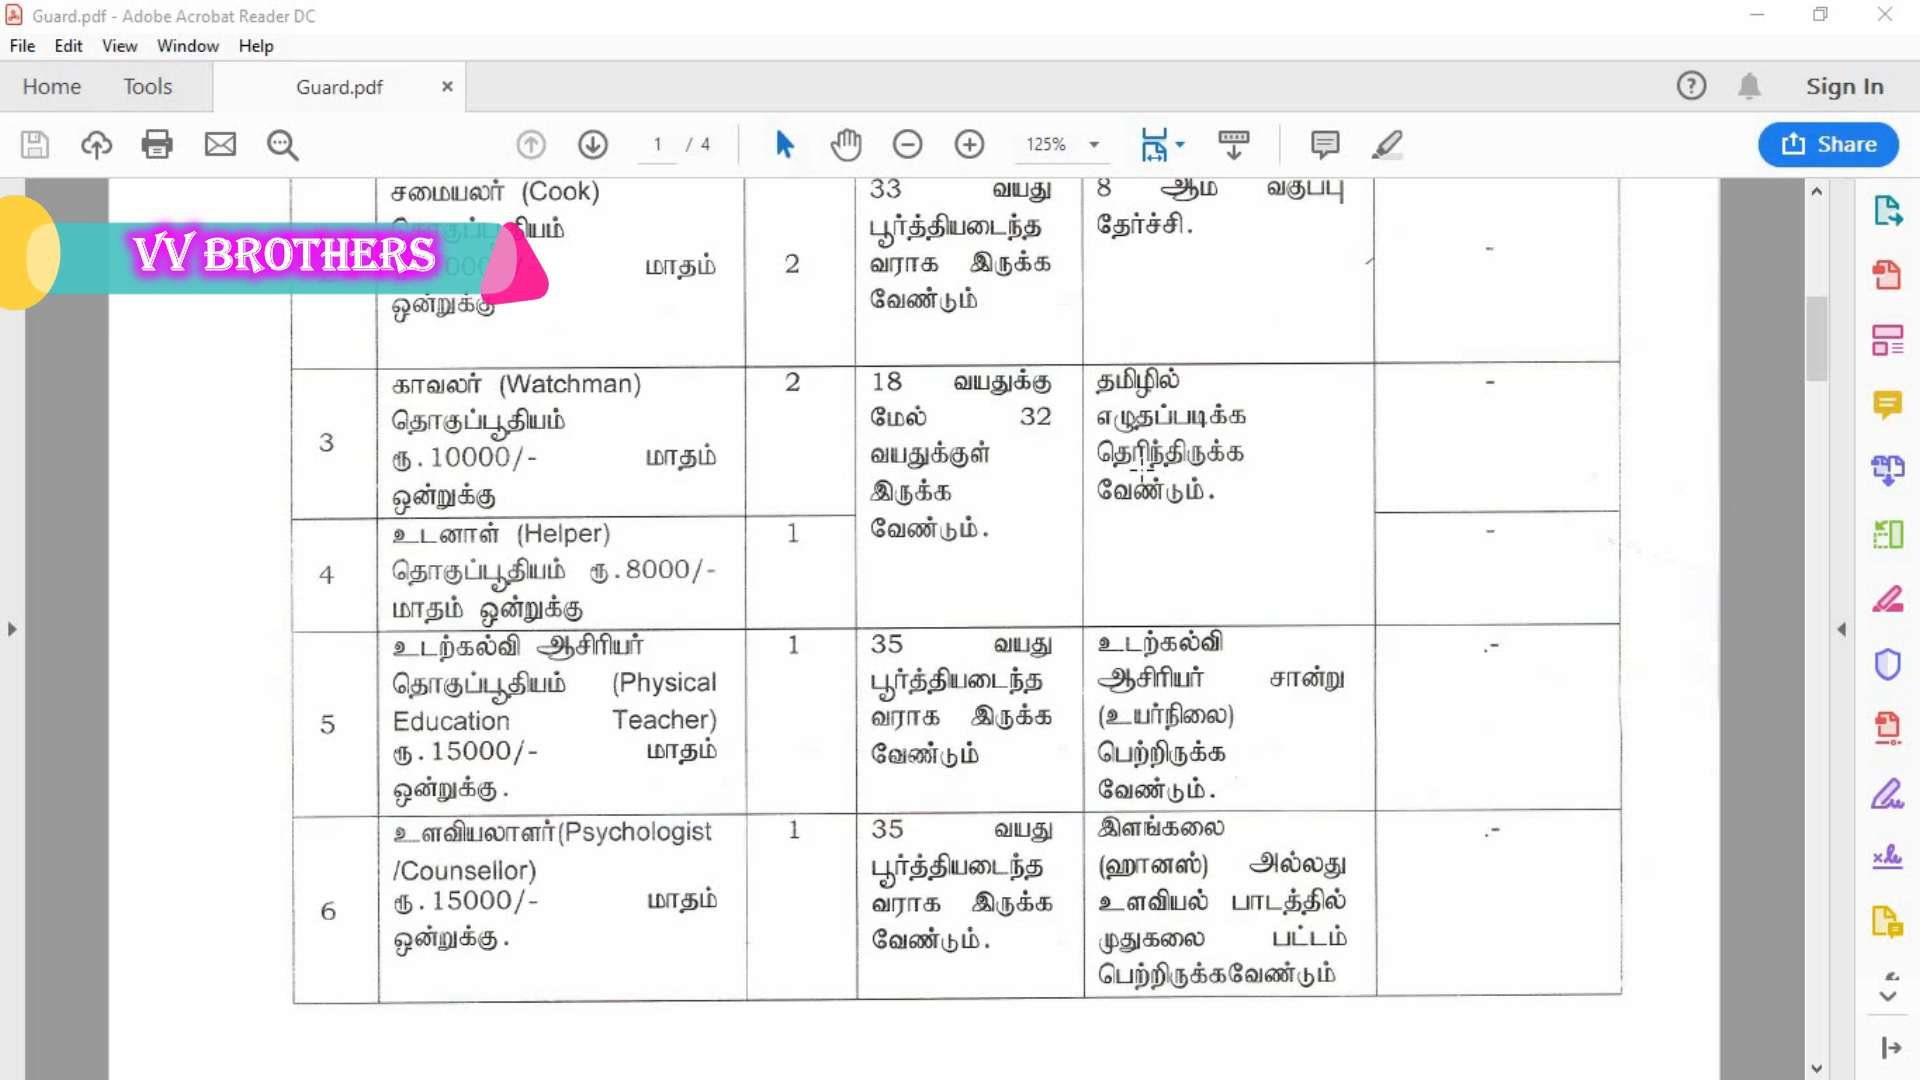 Guard.pdf - Adobe Acrobat Reader DC
File Edit View Window Help
Home Tools Guard.pdf Sign In
1 / 4 125% Share
VV BROTHERS
சமையலர் (Cook)
000
மாதம்
ஒன்றுக்கு
2
33 வயது
பூர்த்தியடைந்த
வராக இருக்க
வேண்டும்
8 ஆம் வகுப்பு
தேர்ச்சி.
-
3
காவலர் (Watchman)
தொகுப்பூதியம்
ரூ.10000/- மாதம்
ஒன்றுக்கு
2
18 வயதுக்கு
மேல் 32
வயதுக்குள்
இருக்க
வேண்டும்.
தமிழில்
எழுதப்படிக்க
தெரிந்திருக்க
வேண்டும்.
-
4
உடனாள் (Helper)
தொகுப்பூதியம் ரூ.8000/-
மாதம் ஒன்றுக்கு
1
-
5
உடற்கல்வி ஆசிரியர்
தொகுப்பூதியம் (Physical
Education Teacher)
ரூ.15000/- மாதம்
ஒன்றுக்கு.
1
35 வயது
பூர்த்தியடைந்த
வராக இருக்க
வேண்டும்
உடற்கல்வி
ஆசிரியர் சான்று
(உயர்நிலை)
பெற்றிருக்க
வேண்டும்.
.-
6
உளவியலாளர்(Psychologist
/Counsellor)
ரூ.15000/- மாதம்
ஒன்றுக்கு.
1
35 வயது
பூர்த்தியடைந்த
வராக இருக்க
வேண்டும்.
இளங்கலை
(ஹானஸ்) அல்லது
உளவியல் பாடத்தில்
முதுகலை பட்டம்
பெற்றிருக்கவேண்டும்
.-